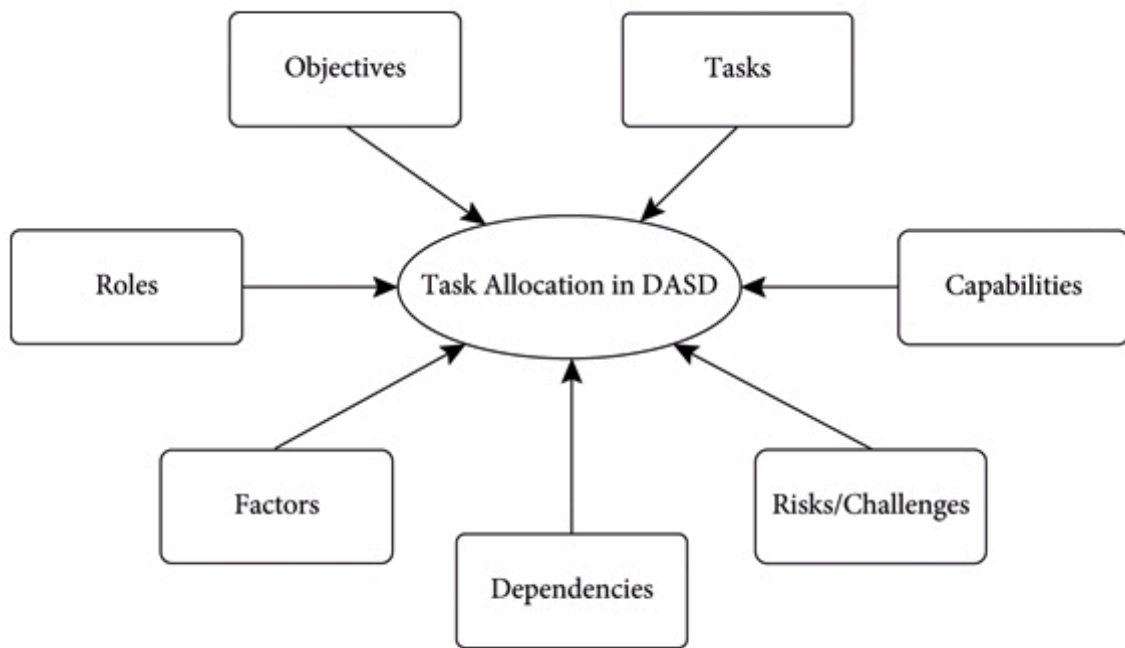 Objectives
Tasks
Roles
Task Allocation in DASD
Capabilities
Factors
Risks/Challenges
Dependencies